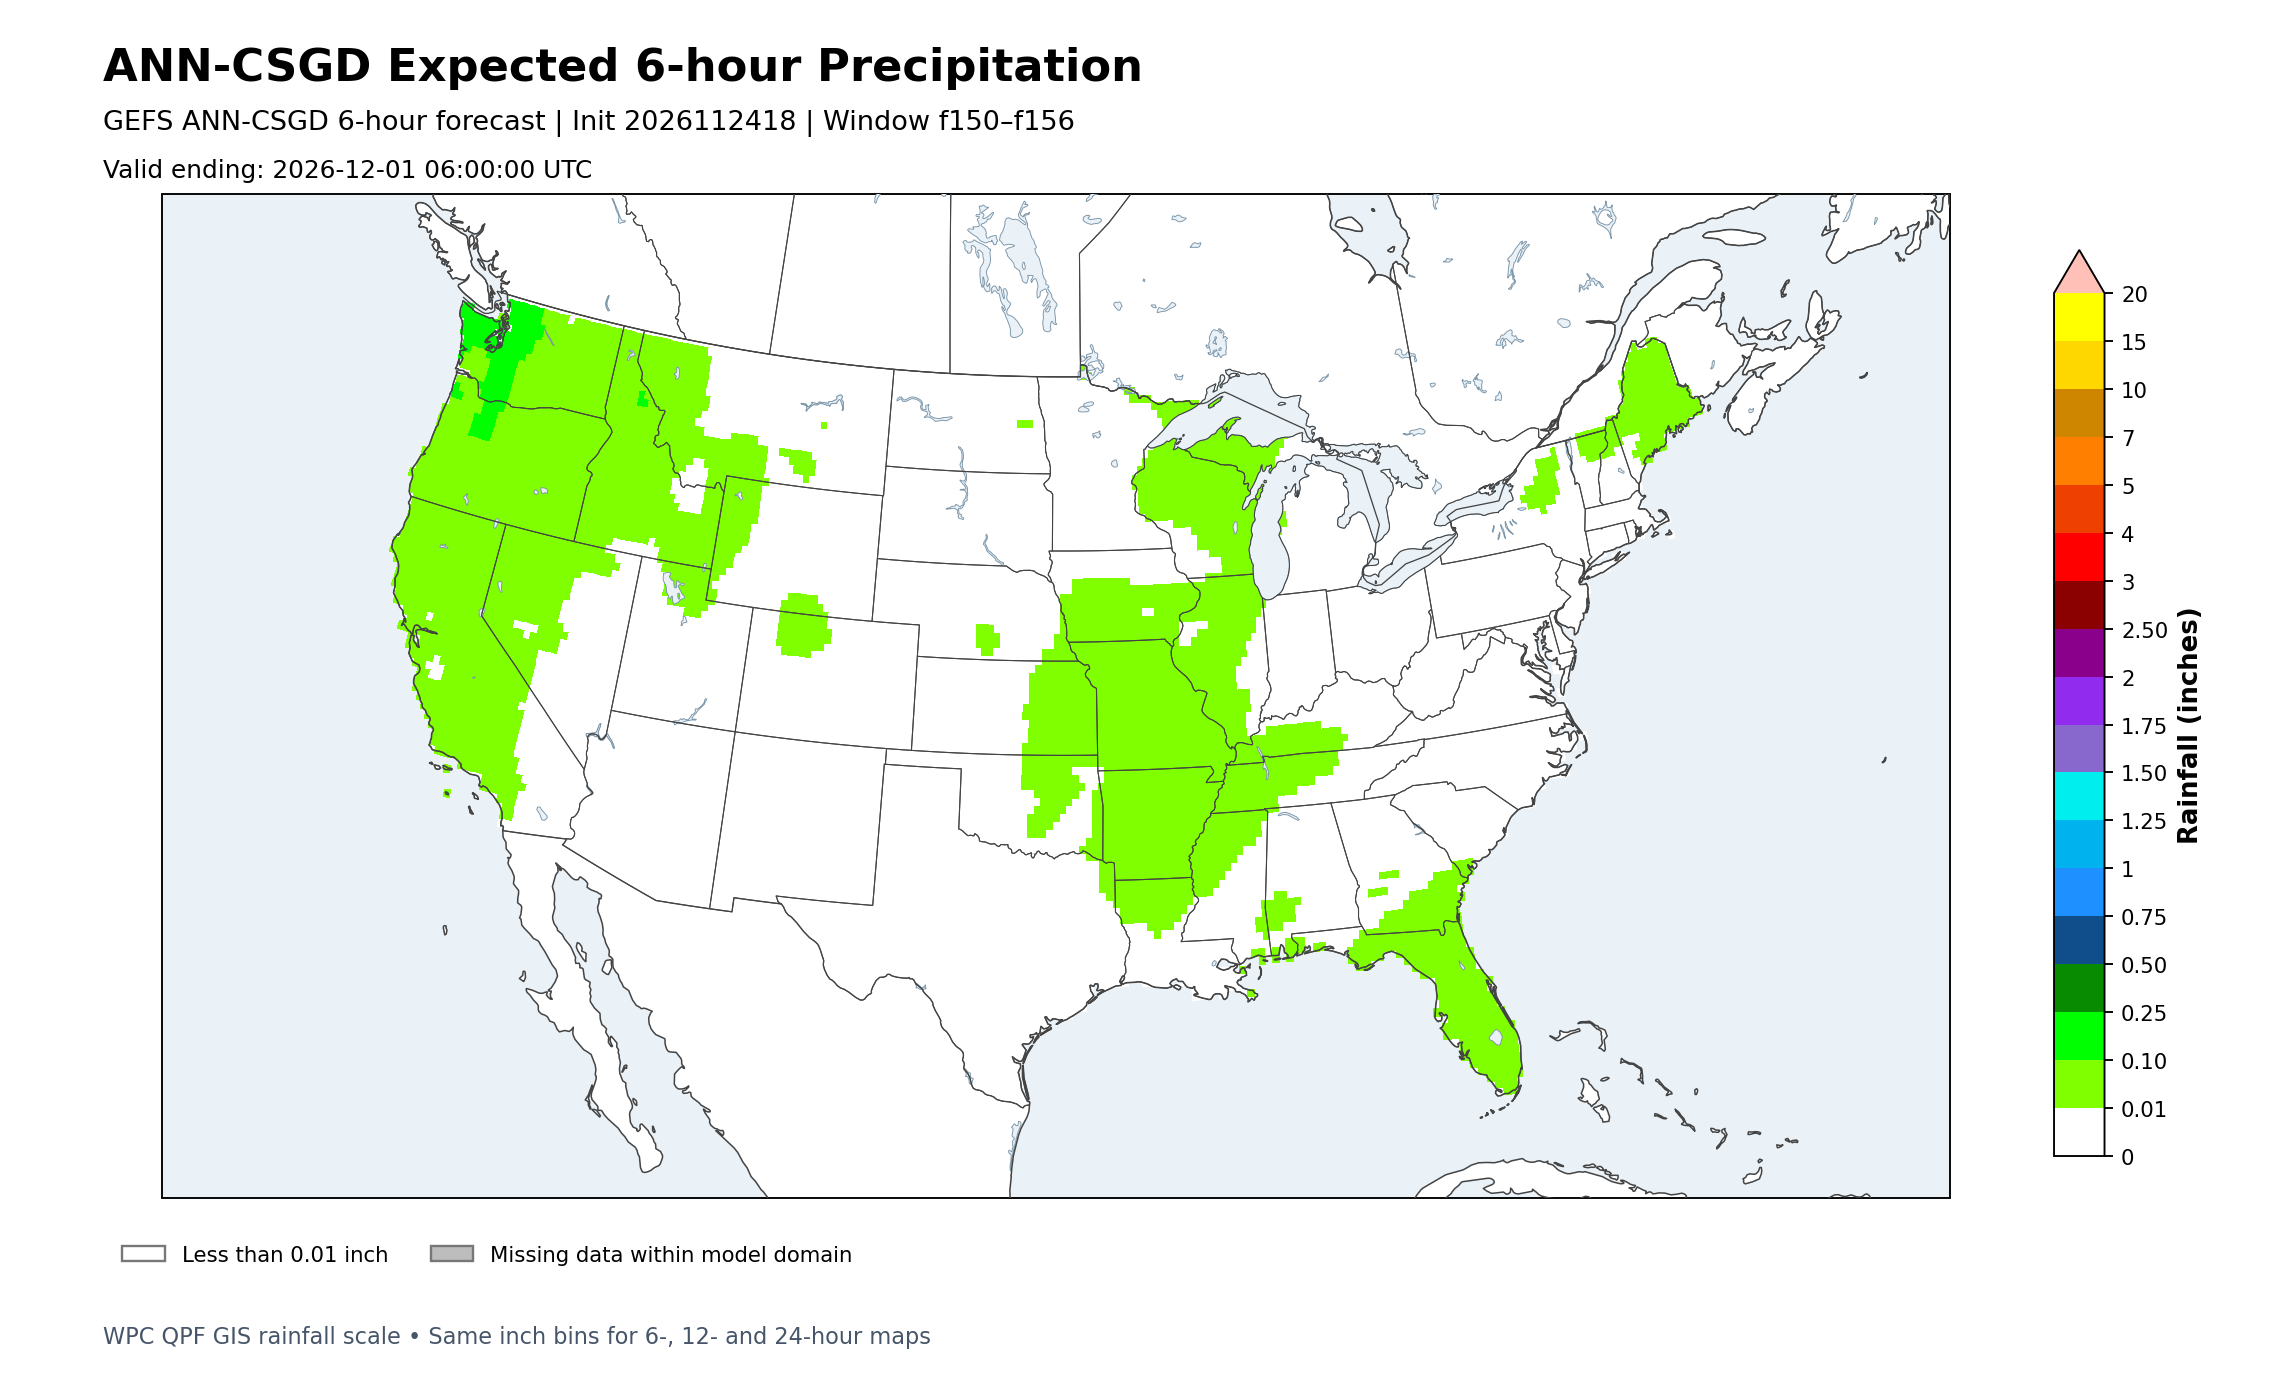 ANN-CSGD Expected 6-hour Precipitation
GEFS ANN-CSGD 6-hour forecast | Init 2026112418 | Window f150–f156
Valid ending: 2026-12-01 06:00:00 UTC
20
15
10
7
5
4
3
2.50
2
1.75
1.50
1.25
1
0.75
0.50
0.25
0.10
0.01
0
Rainfall (inches)
Less than 0.01 inch
Missing data within model domain
WPC QPF GIS rainfall scale • Same inch bins for 6-, 12- and 24-hour maps